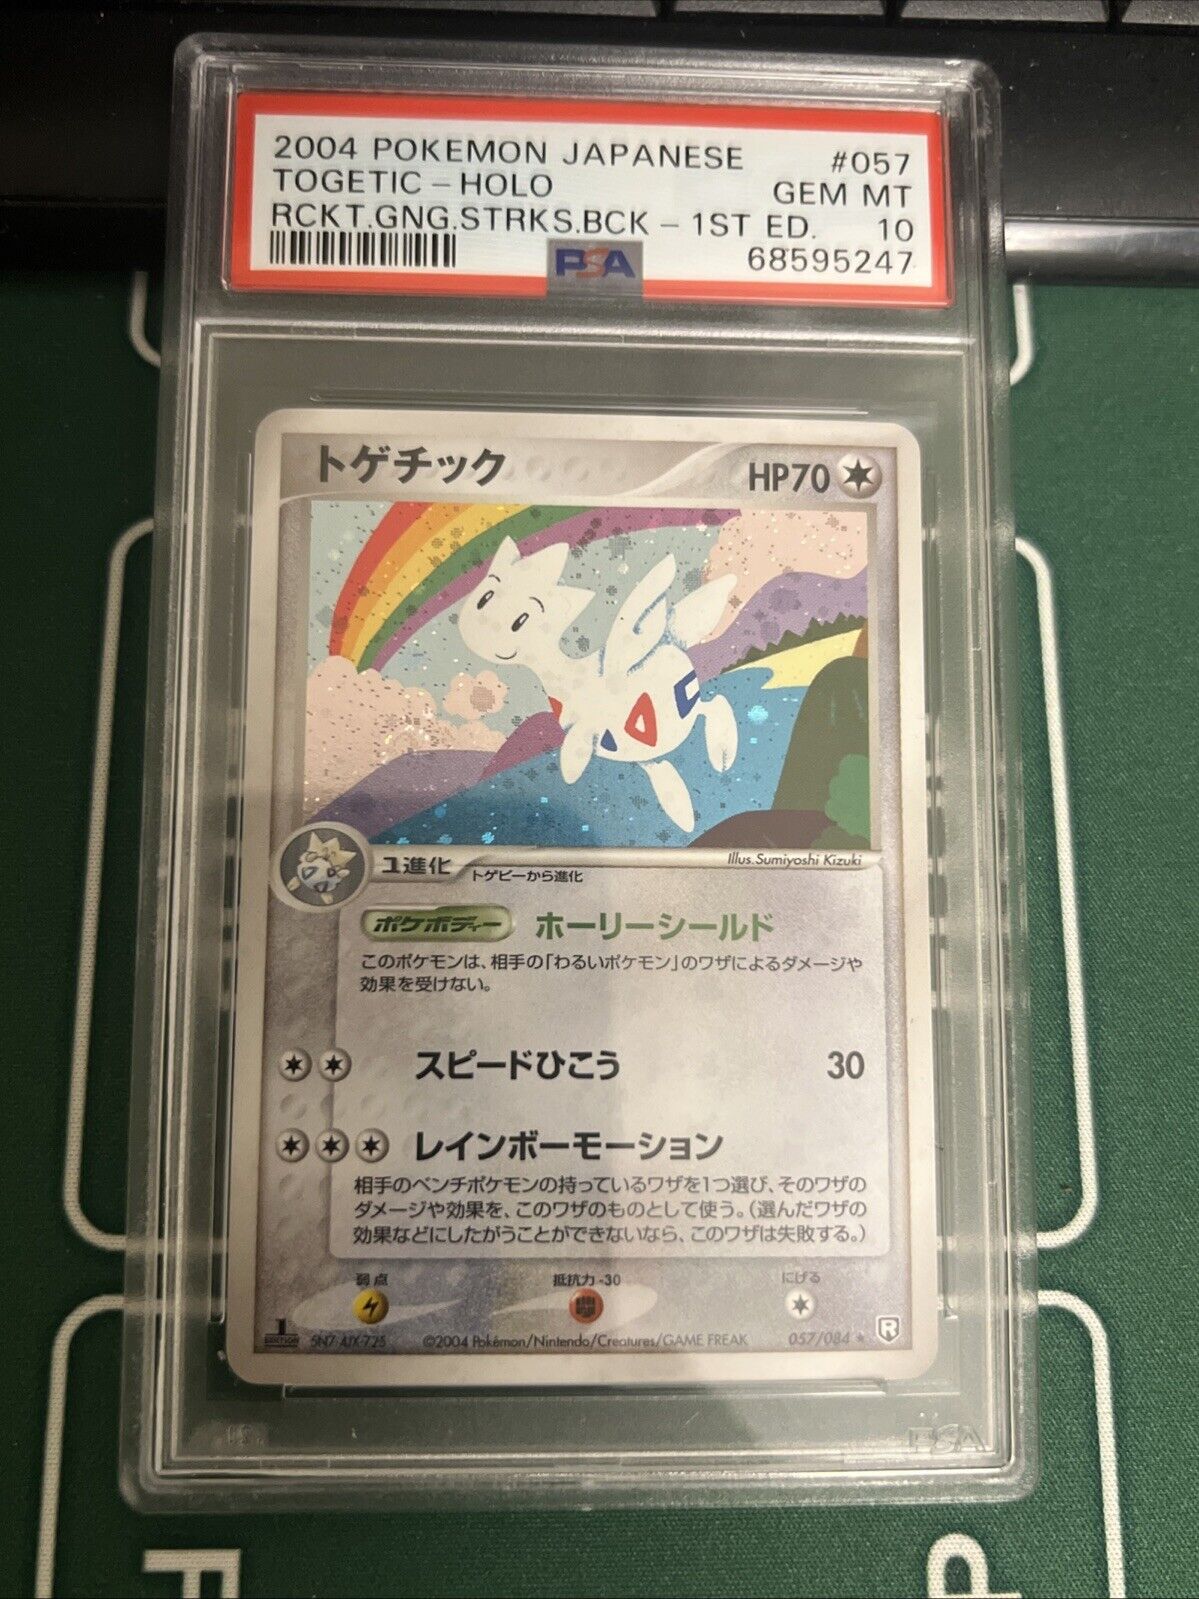 2004 POKEMON JAPANESE #057
TOGETIC - HOLO GEM MT
RCKT.GNG.STRKS.BCK - 1ST ED. 10
PSA 68595247
トゲチック HP70
Illus. Sumiyoshi Kizuki
1進化 トゲピーから進化
ポケボディー ホーリーシールド
このポケモンは、相手の「わるいポケモン」のワザによるダメージや
効果を受けない。
スピードひこう 30
レインボーモーション
相手のベンチポケモンの持っているワザを1つ選び、そのワザの
ダメージや効果を、このワザのものとして使う。(選んだワザの
効果などにしたがうことができないなら、このワザは失敗する。)
弱点 抵抗力 -30 にげる
1 EDITION ©2004 Pokémon/Nintendo/Creatures/GAME FREAK 057/084 ★ R
PSA